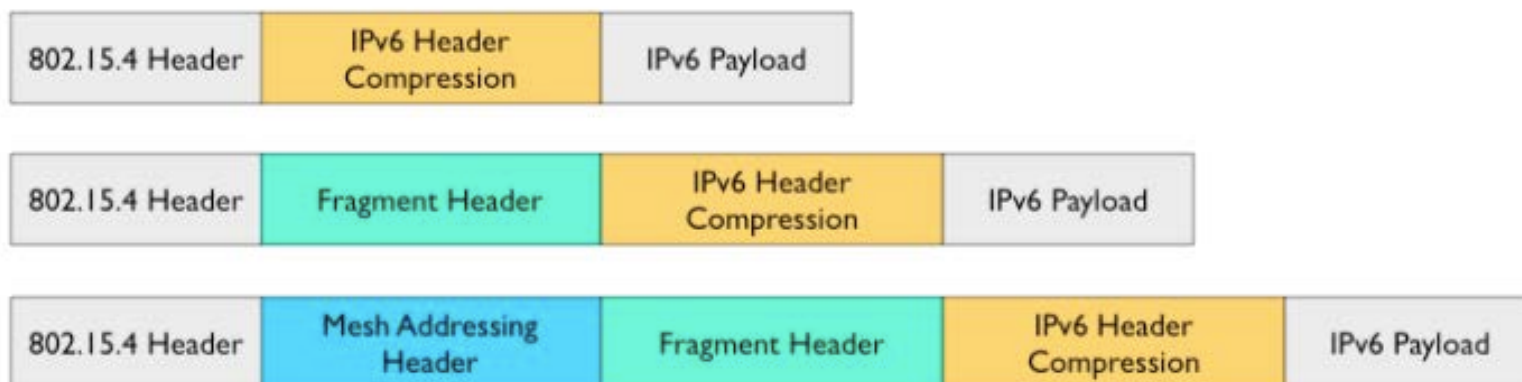 802.15.4 Header
IPv6 Header
Compression
IPv6 Payload
802.15.4 Header
Fragment Header
IPv6 Header
Compression
IPv6 Payload
802.15.4 Header
Mesh Addressing
Header
Fragment Header
IPv6 Header
Compression
IPv6 Payload